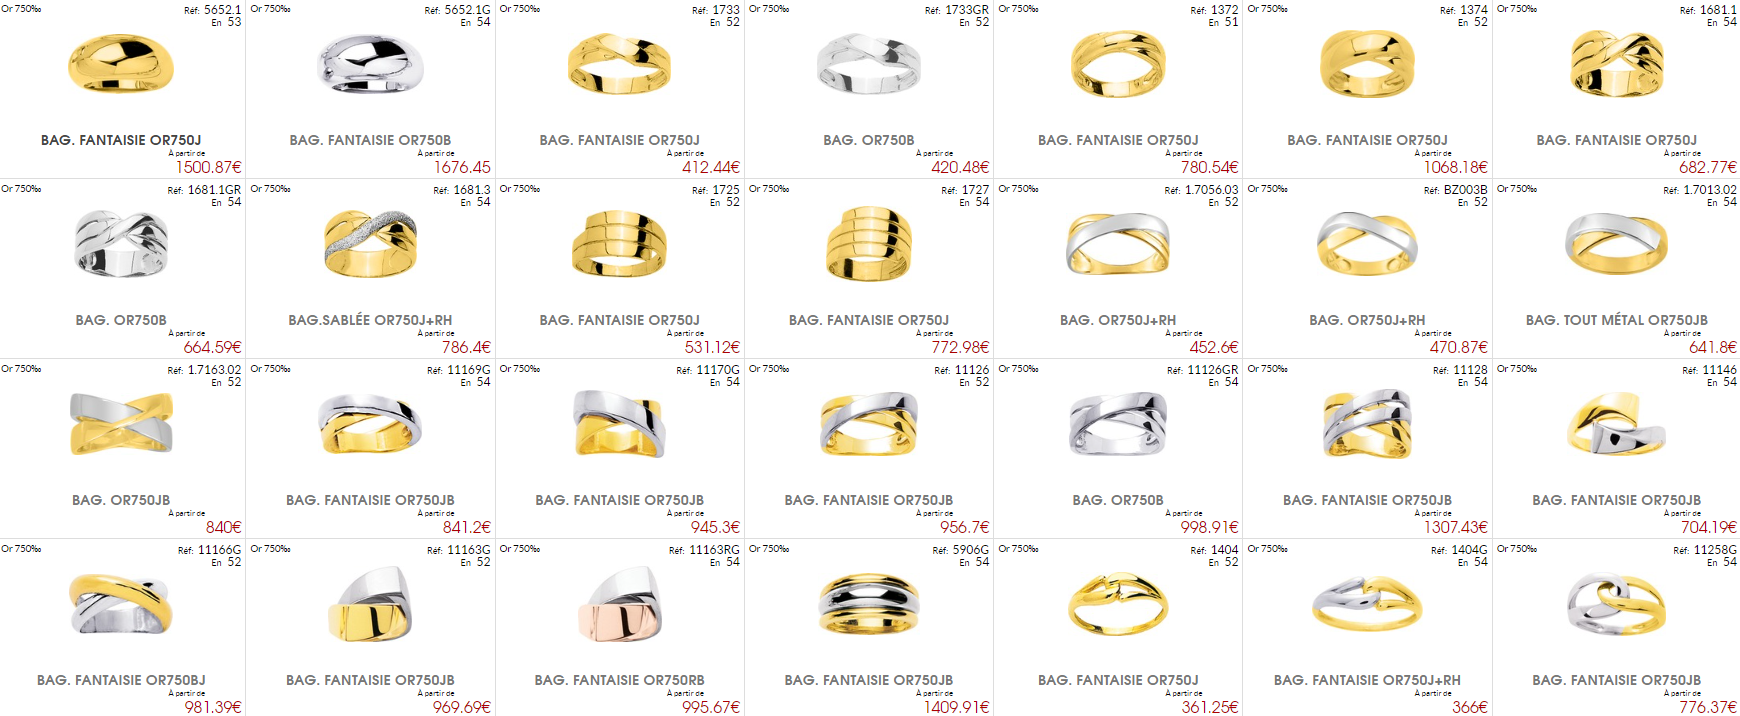 Or 750‰ Réf: 5652.1
En 53
BAG. FANTAISIE OR750J
À partir de
1500.87€
Or 750‰ Réf: 5652.1G
En 54
BAG. FANTAISIE OR750B
À partir de
1676.45
Or 750‰ Réf: 1733
En 52
BAG. FANTAISIE OR750J
À partir de
412.44€
Or 750‰ Réf: 1733GR
En 52
BAG. OR750B
À partir de
420.48€
Or 750‰ Réf: 1372
En 51
BAG. FANTAISIE OR750J
À partir de
780.54€
Or 750‰ Réf: 1374
En 52
BAG. FANTAISIE OR750J
À partir de
1068.18€
Or 750‰ Réf: 1681.1
En 54
BAG. FANTAISIE OR750J
À partir de
682.77€
Or 750‰ Réf: 1681.1GR
En 54
BAG. OR750B
À partir de
664.59€
Or 750‰ Réf: 1681.3
En 54
BAG.SABLÉE OR750J+RH
À partir de
786.4€
Or 750‰ Réf: 1725
En 52
BAG. FANTAISIE OR750J
À partir de
531.12€
Or 750‰ Réf: 1727
En 54
BAG. FANTAISIE OR750J
À partir de
772.98€
Or 750‰ Réf: 1.7056.03
En 52
BAG. OR750J+RH
À partir de
452.6€
Or 750‰ Réf: BZ003B
En 52
BAG. OR750J+RH
À partir de
470.87€
Or 750‰ Réf: 1.7013.02
En 54
BAG. TOUT MÉTAL OR750JB
À partir de
641.8€
Or 750‰ Réf: 1.7163.02
En 52
BAG. OR750JB
À partir de
840€
Or 750‰ Réf: 11169G
En 54
BAG. FANTAISIE OR750JB
À partir de
841.2€
Or 750‰ Réf: 11170G
En 54
BAG. FANTAISIE OR750JB
À partir de
945.3€
Or 750‰ Réf: 11126
En 52
BAG. FANTAISIE OR750JB
À partir de
956.7€
Or 750‰ Réf: 11126GR
En 54
BAG. OR750B
À partir de
998.91€
Or 750‰ Réf: 11128
En 54
BAG. FANTAISIE OR750JB
À partir de
1307.43€
Or 750‰ Réf: 11146
En 54
BAG. FANTAISIE OR750JB
À partir de
704.19€
Or 750‰ Réf: 11166G
En 52
BAG. FANTAISIE OR750BJ
À partir de
981.39€
Or 750‰ Réf: 11163G
En 52
BAG. FANTAISIE OR750JB
À partir de
969.69€
Or 750‰ Réf: 11163RG
En 54
BAG. FANTAISIE OR750RB
À partir de
995.67€
Or 750‰ Réf: 5906G
En 54
BAG. FANTAISIE OR750JB
À partir de
1409.91€
Or 750‰ Réf: 1404
En 52
BAG. FANTAISIE OR750J
À partir de
361.25€
Or 750‰ Réf: 1404G
En 54
BAG. FANTAISIE OR750J+RH
À partir de
366€
Or 750‰ Réf: 11258G
En 54
BAG. FANTAISIE OR750JB
À partir de
776.37€